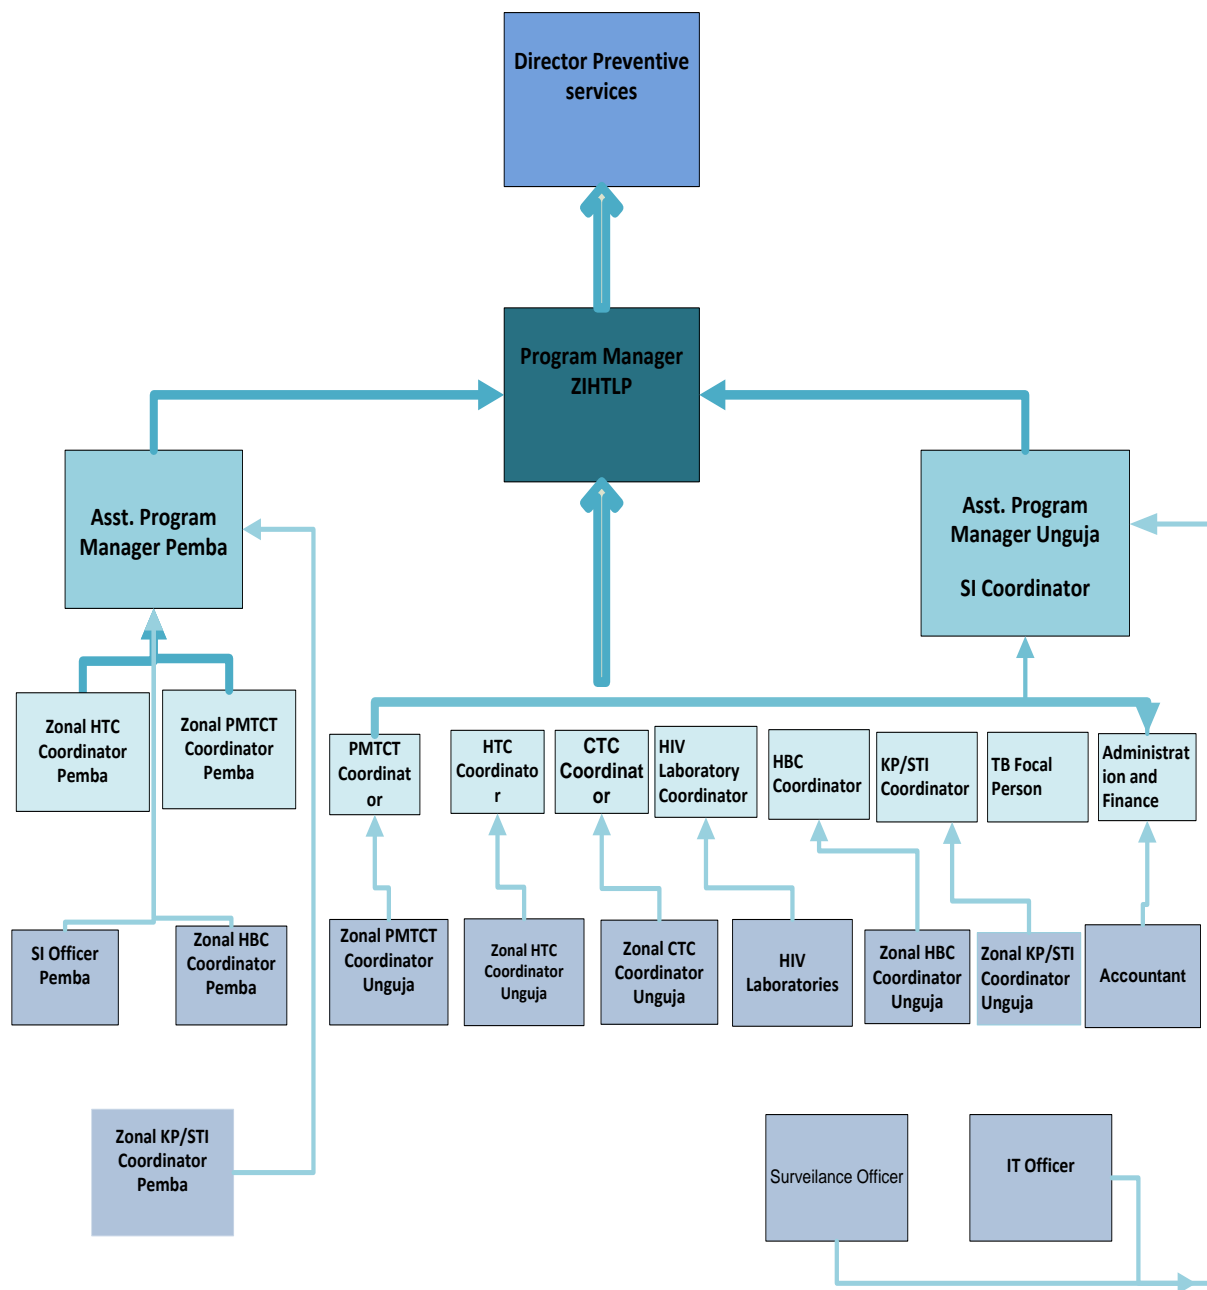 Director Preventive
services
Program Manager
ZIHTLP
Asst. Program
Manager Pemba
Asst. Program
Manager Unguja
SI Coordinator
Zonal HTC
Coordinator
Pemba
Zonal PMTCT
Coordinator
Pemba
PMTCT
Coordinat
or
HTC
Coordinato
r
CTC
Coordinat
or
HIV
Laboratory
Coordinator
HBC
Coordinator
KP/STI
Coordinator
TB Focal
Person
Administrat
ion and
Finance
SI Officer
Pemba
Zonal HBC
Coordinator
Pemba
Zonal PMTCT
Coordinator
Unguja
Zonal HTC
Coordinator
Unguja
Zonal CTC
Coordinator
Unguja
HIV
Laboratories
Zonal HBC
Coordinator
Unguja
Zonal KP/STI
Coordinator
Unguja
Accountant
Zonal KP/STI
Coordinator
Pemba
Surveilance Officer
IT Officer